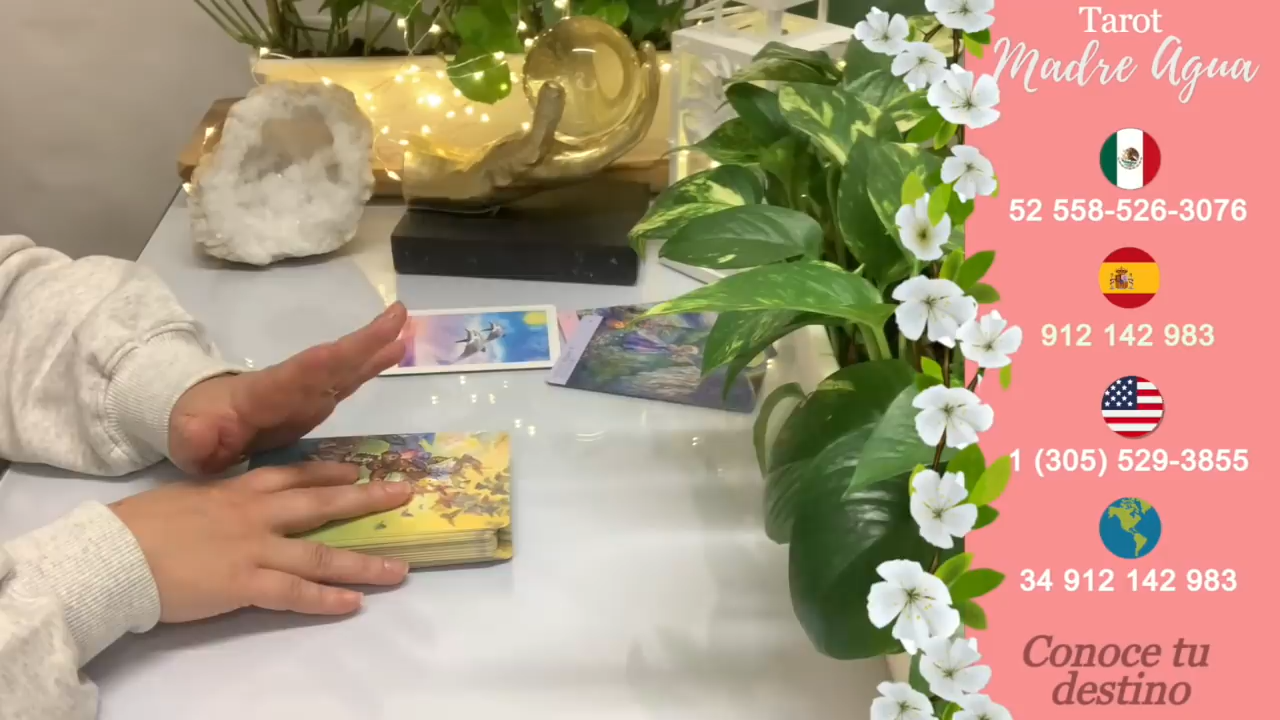 Tarot
Madre Agua
52 558-526-3076
912 142 983
1 (305) 529-3855
34 912 142 983
Conoce tu
destino